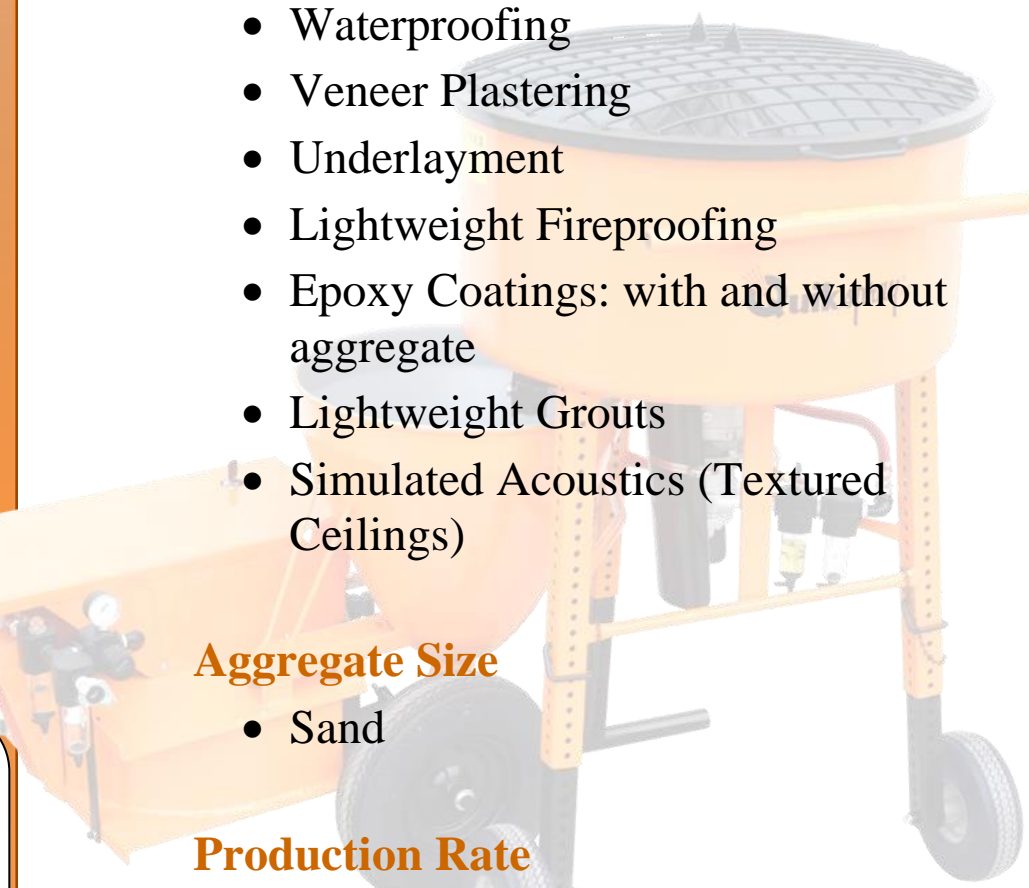 • Waterproofing
• Veneer Plastering
• Underlayment
• Lightweight Fireproofing
• Epoxy Coatings: with and without
aggregate
• Lightweight Grouts
• Simulated Acoustics (Textured
Ceilings)
Aggregate Size
• Sand
Production Rate